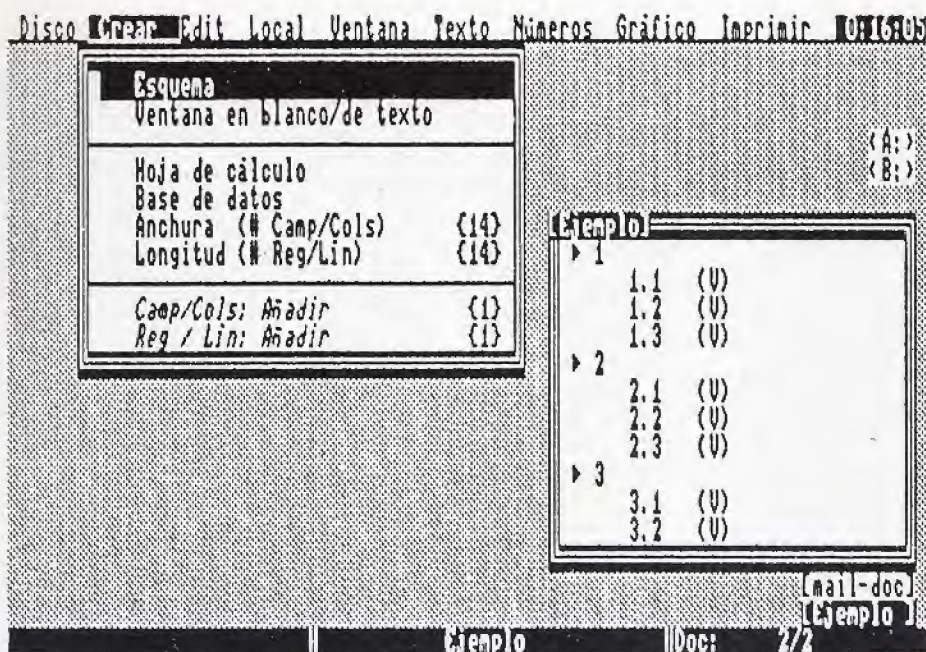 Disco Crear Edit Local Ventana Texto Números Gráfico Imprimir
Esquema
Ventana en blanco/de texto
Hoja de cálculo
Base de datos
Anchura (# Camp/Cols) {14}
Longitud (# Reg/Lin) {14}
Camp/Cols: Añadir {1}
Reg / Lin: Añadir {1}
<A:>
<B:>
Ejemplo
▶ 1
1.1 (V)
1.2 (V)
1.3 (V)
▶ 2
2.1 (V)
2.2 (V)
2.3 (V)
▶ 3
3.1 (V)
3.2 (V)
[mail-doc]
[Ejemplo ]
Ejemplo Doc: 2/2